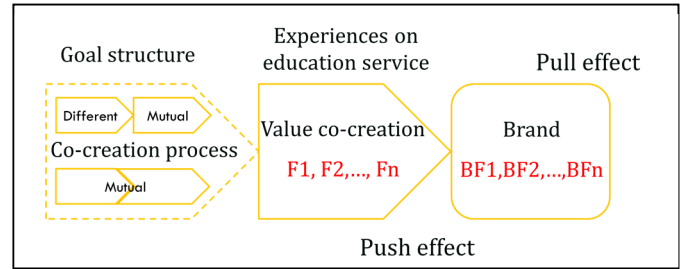 Goal structure
Different
Mutual
Co-creation process
Mutual
Experiences on
education service
Value co-creation
F1, F2,..., Fn
Pull effect
Brand
BF1,BF2,...,BFn
Push effect